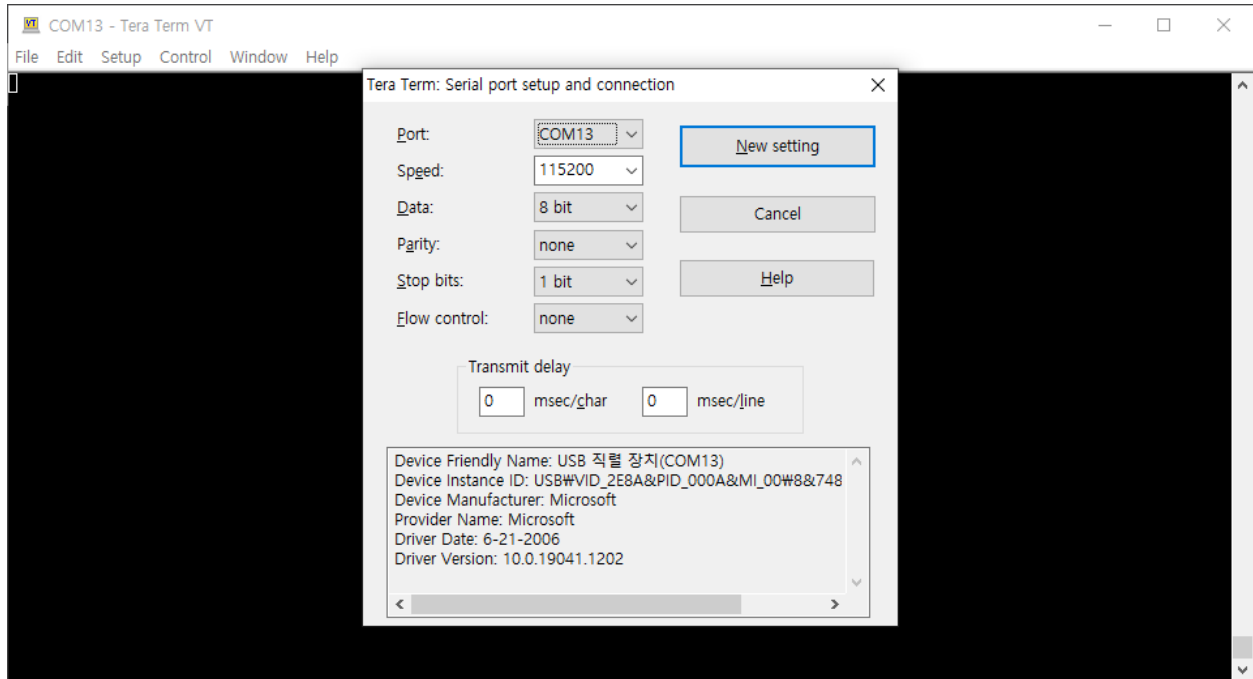 VT COM13 - Tera Term VT
File Edit Setup Control Window Help
Tera Term: Serial port setup and connection
Port: COM13 New setting
Speed: 115200
Data: 8 bit Cancel
Parity: none
Stop bits: 1 bit Help
Flow control: none
Transmit delay
0 msec/char 0 msec/line
Device Friendly Name: USB 직렬 장치(COM13)
Device Instance ID: USB₩VID_2E8A&PID_000A&MI_00₩8&748
Device Manufacturer: Microsoft
Provider Name: Microsoft
Driver Date: 6-21-2006
Driver Version: 10.0.19041.1202